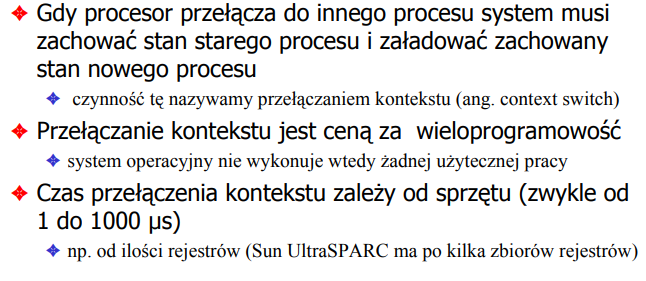 Gdy procesor przełącza do innego procesu system musi
zachować stan starego procesu i załadować zachowany
stan nowego procesu
czynność tę nazywamy przełączaniem kontekstu (ang. context switch)
Przełączanie kontekstu jest ceną za wieloprogramowość
system operacyjny nie wykonuje wtedy żadnej użytecznej pracy
Czas przełączenia kontekstu zależy od sprzętu (zwykle od
1 do 1000 µs)
np. od ilości rejestrów (Sun UltraSPARC ma po kilka zbiorów rejestrów)